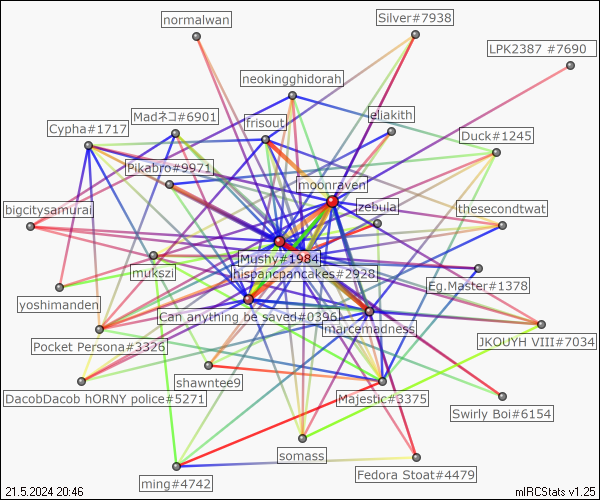 normalwan
Silver#7938
LPK2387 #7690
neokingghidorah
Madネコ#6901
eliakith
frisout
Cypha#1717
Duck#1245
Pikabro#9971
moonraven
zebula
bigcitysamurai
thesecondtwat
Mushy#1984
mukszi
hispanicpancakes#2928
Eg.Master#1378
yoshimanden
Can anything be saved#0396
marcemadness
Pocket Persona#3326
JKOUYH VIII#7034
shawntee9
DacobDacob hORNY police#5271
Majestic#3375
Swirly Boi#6154
somass
Fedora Stoat#4479
ming#4742
21.5.2024 20:46
mIRCStats v1.25